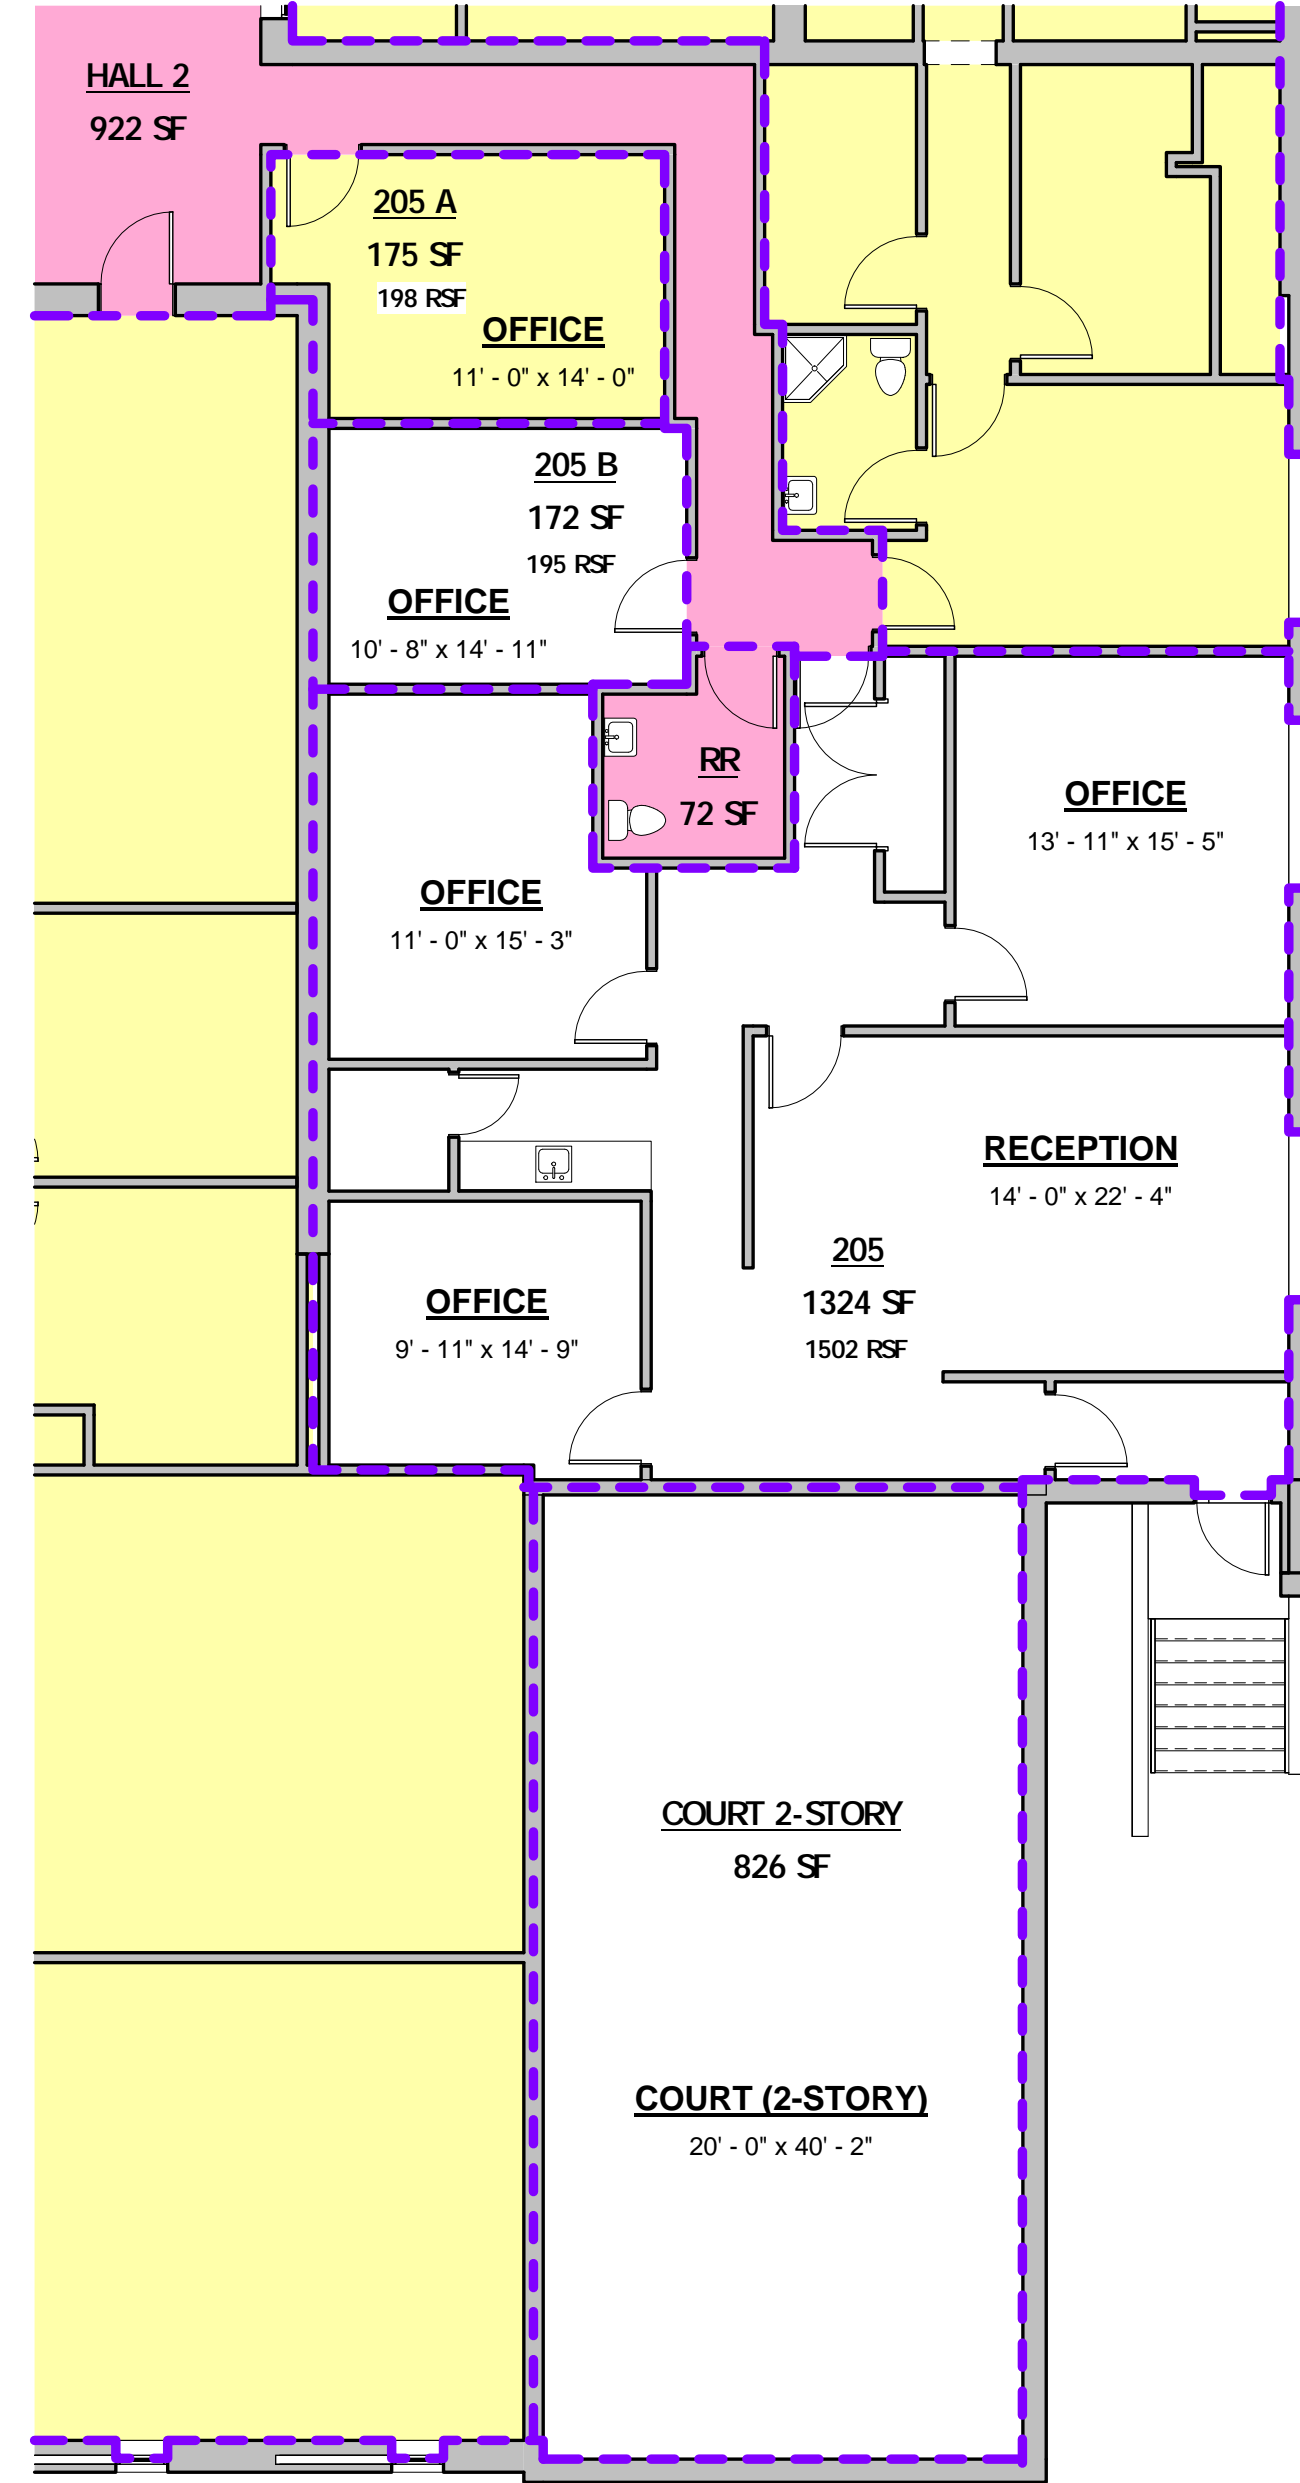 HALL 2
922 SF
205 A
175 SF
198 RSF
OFFICE
11' - 0" x 14' - 0"
205 B
172 SF
195 RSF
OFFICE
10' - 8" x 14' - 11"
RR
72 SF
OFFICE
13' - 11" x 15' - 5"
OFFICE
11' - 0" x 15' - 3"
RECEPTION
14' - 0" x 22' - 4"
205
1324 SF
1502 RSF
OFFICE
9' - 11" x 14' - 9"
COURT 2-STORY
826 SF
COURT (2-STORY)
20' - 0" x 40' - 2"